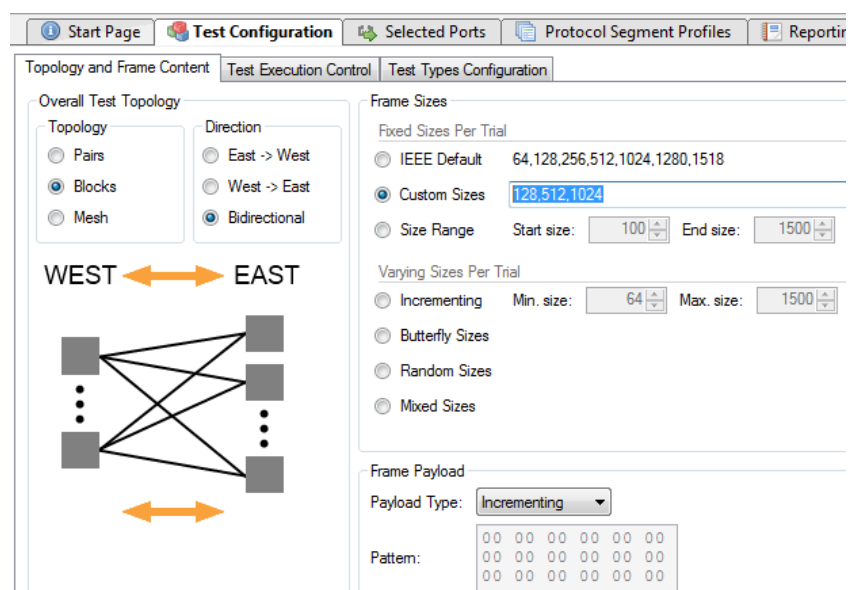 Start Page Test Configuration Selected Ports Protocol Segment Profiles Reportin
Topology and Frame Content Test Execution Control Test Types Configuration
Overall Test Topology
Topology
Direction
Pairs
East -> West
Blocks
West -> East
Mesh
Bidirectional
WEST EAST
Frame Sizes
Fixed Sizes Per Trial
IEEE Default 64,128,256,512,1024,1280,1518
Custom Sizes 128,512,1024
Size Range Start size: 100 End size: 1500
Varying Sizes Per Trial
Incrementing Min. size: 64 Max. size: 1500
Butterfly Sizes
Random Sizes
Mixed Sizes
Frame Payload
Payload Type: Incrementing
Pattern:
00 00 00 00 00 00
00 00 00 00 00 00
00 00 00 00 00 00